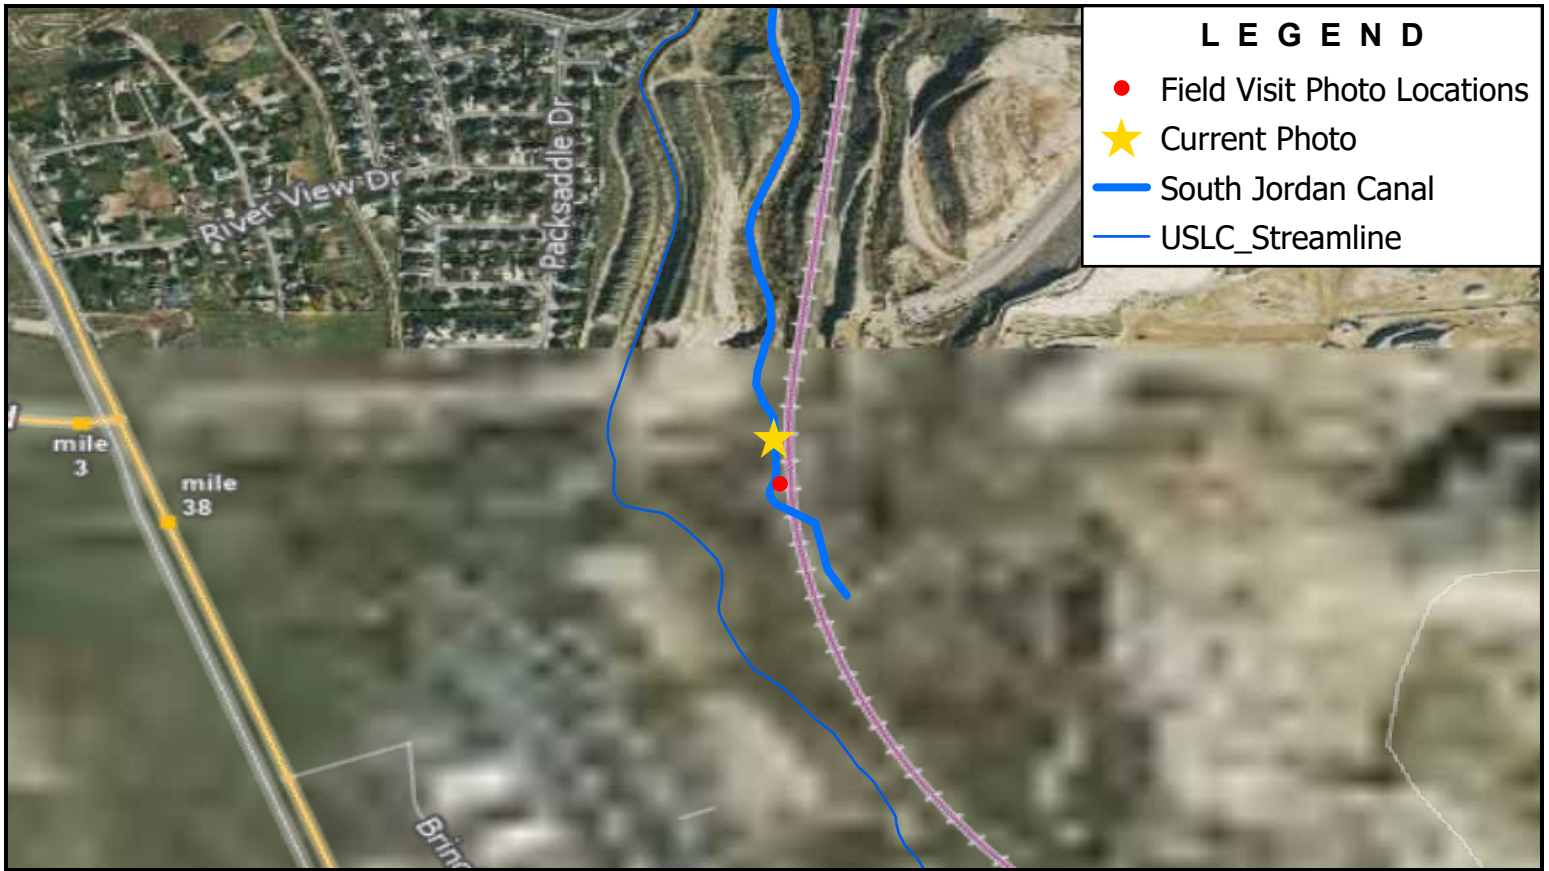 L E G E N D
Field Visit Photo Locations
Current Photo
South Jordan Canal
USLC_Streamline
River View Dr
Packsaddle Dr
mile
3
mile
38
Bring